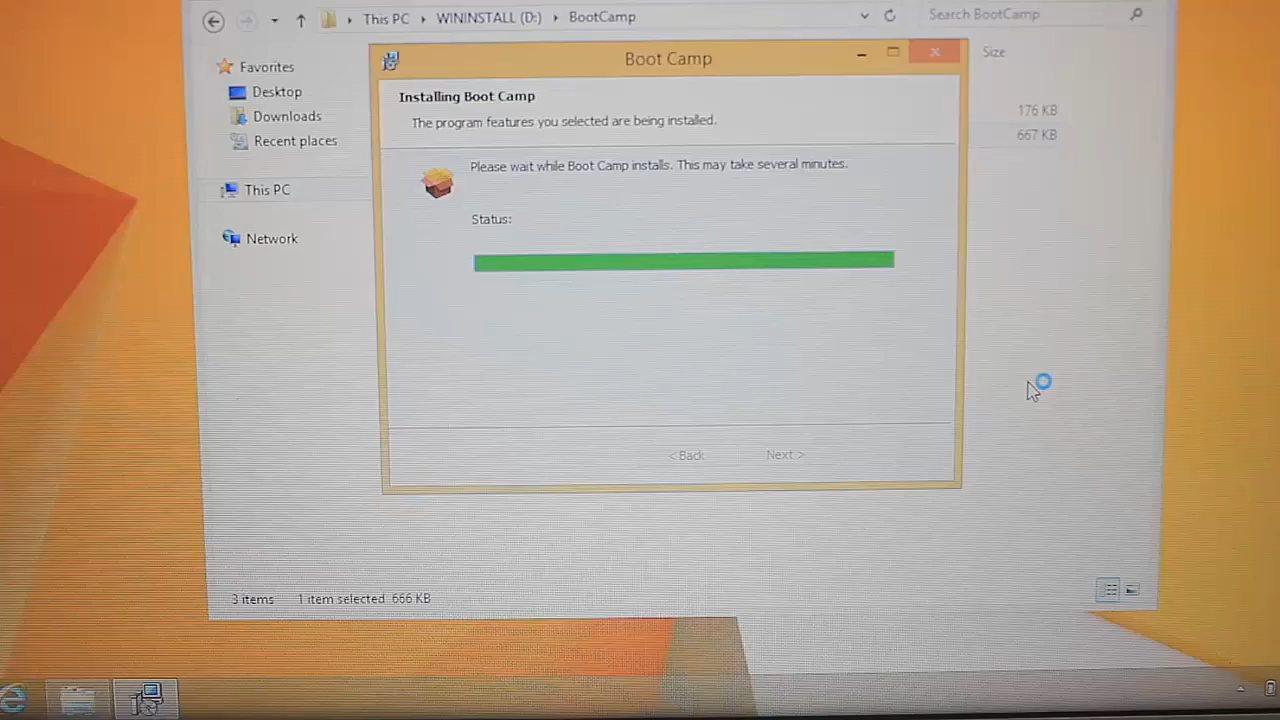 This PC
WININSTALL (D:)
BootCamp
Search BootCamp
Favorites
Desktop
Downloads
Recent places
This PC
Network
Size
176 KB
667 KB
Boot Camp
Installing Boot Camp
The program features you selected are being installed.
Please wait while Boot Camp installs. This may take several minutes.
Status:
< Back
Next >
3 items
1 item selected 666 KB